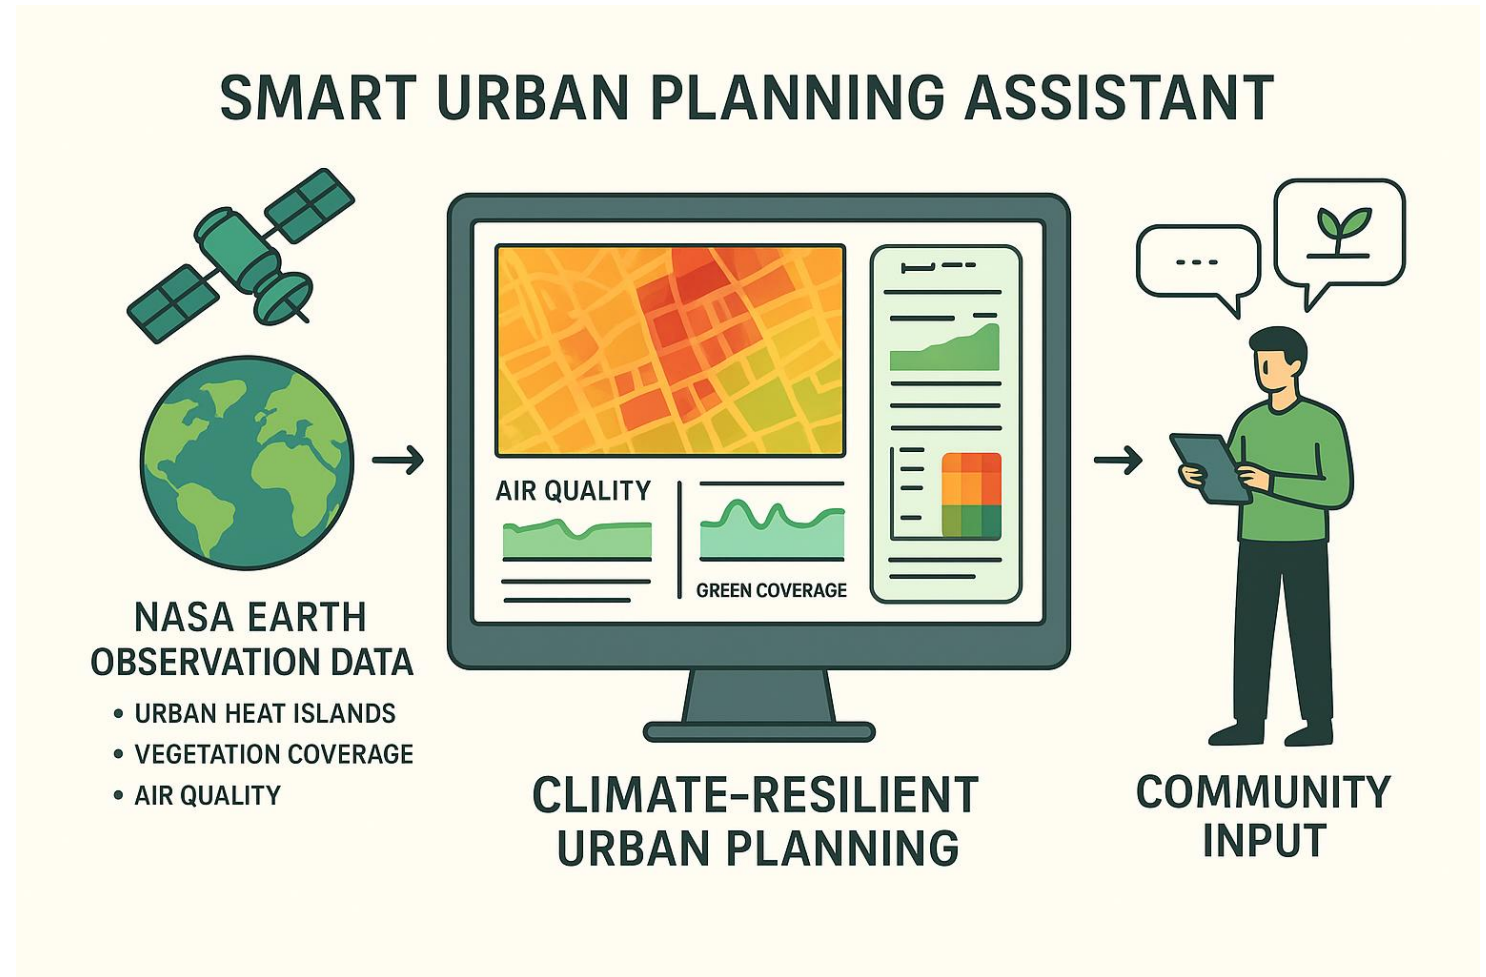 SMART URBAN PLANNING ASSISTANT
NASA EARTH
OBSERVATION DATA
• URBAN HEAT ISLANDS
• VEGETATION COVERAGE
• AIR QUALITY
AIR QUALITY
GREEN COVERAGE
CLIMATE-RESILIENT
URBAN PLANNING
COMMUNITY
INPUT